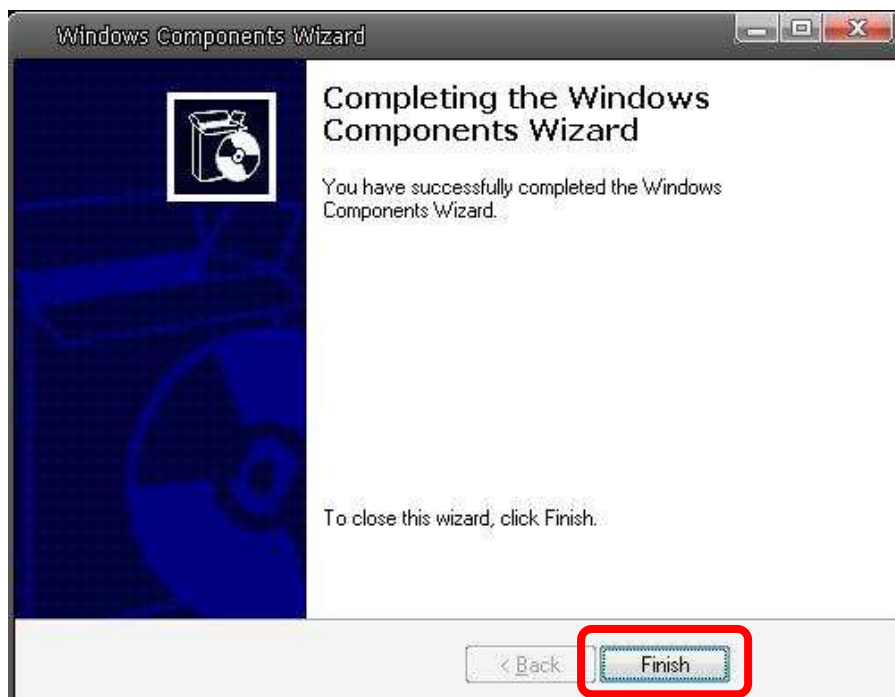 Windows Components Wizard
Completing the Windows
Components Wizard
You have successfully completed the Windows
Components Wizard.
To close this wizard, click Finish.
< Back
Finish